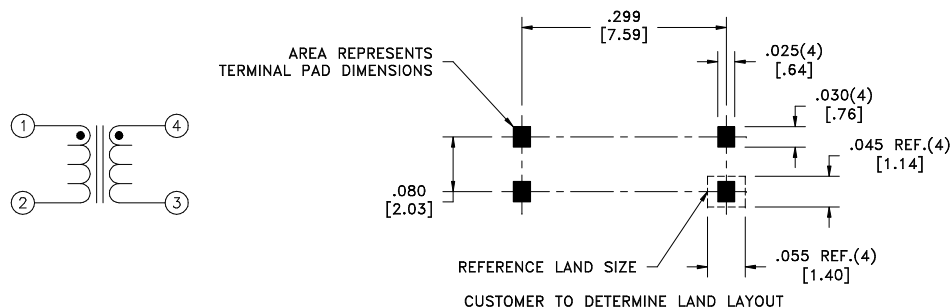 .299
[7.59]
AREA REPRESENTS
TERMINAL PAD DIMENSIONS
.025(4)
[.64]
.030(4)
[.76]
.045 REF.(4)
[1.14]
1
4
2
3
.080
[2.03]
REFERENCE LAND SIZE
.055 REF.(4)
[1.40]
CUSTOMER TO DETERMINE LAND LAYOUT